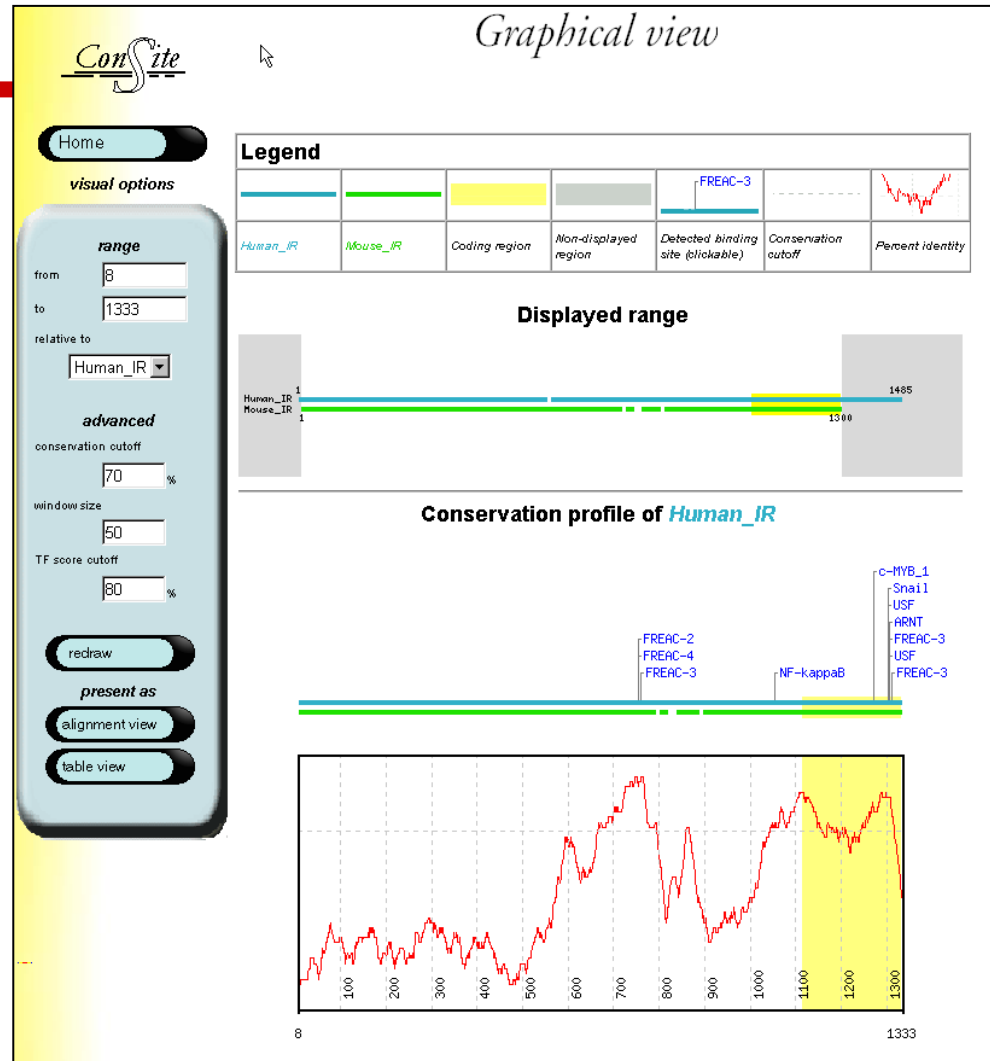 ConSite
Graphical view
Home
visual options
range
from 8
to 1333
relative to
Human_IR
advanced
conservation cutoff
70 %
window size
50
TF score cutoff
80 %
redraw
present as
alignment view
table view
Legend
FREAC-3
Human_IR
Mouse_IR
Coding region
Non-displayed region
Detected binding site (clickable)
Conservation cutoff
Percent identity
Displayed range
1 1485
Human_IR
Mouse_IR
1 1300
Conservation profile of Human_IR
c-MYB_1
Snail
USF
ARNT
FREAC-2 FREAC-3
FREAC-4 USF
FREAC-3 NF-kappaB FREAC-3
100 200 300 400 500 600 700 800 900 1000 1100 1200 1300
8 1333